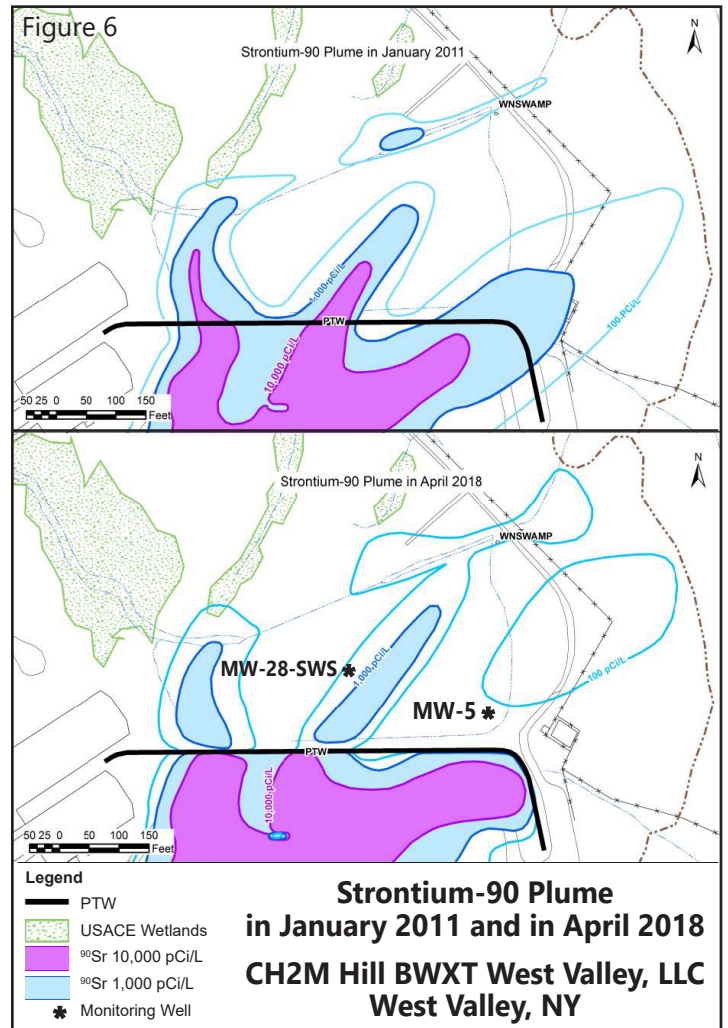 Figure 6
Strontium-90 Plume in January 2011
N
WNSWAMP
1,000 pCi/L
100 PCi/L
PTW
10,000 pCi/L
50 25 0 50 100 150
Feet
Strontium-90 Plume in April 2018
N
WNSWAMP
MW-28-SWS *
1,000 pCi/L
100 pCi/L
MW-5 *
PTW
10,000 pCi/L
50 25 0 50 100 150
Feet
Legend
PTW
USACE Wetlands
90Sr 10,000 pCi/L
90Sr 1,000 pCi/L
* Monitoring Well
Strontium-90 Plume
in January 2011 and in April 2018
CH2M Hill BWXT West Valley, LLC
West Valley, NY